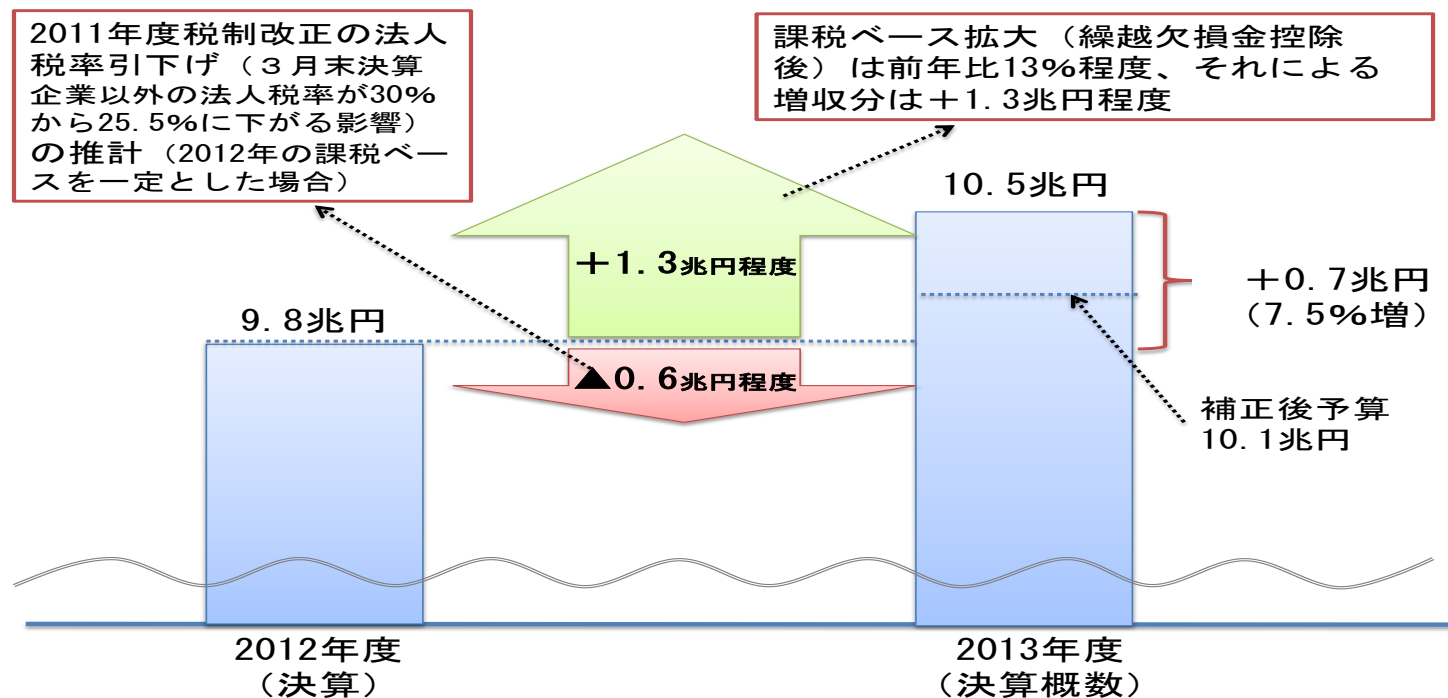 2011年度税制改正の法人
税率引下げ（３月末決算
企業以外の法人税率が30%
から25.5%に下がる影響）
の推計（2012年の課税ベー
スを一定とした場合）
課税ベース拡大（繰越欠損金控除
後）は前年比13%程度、それによる
増収分は＋1.3兆円程度
10.5兆円
＋1.3兆円程度
＋0.7兆円
（7.5%増）
9.8兆円
▲0.6兆円程度
補正後予算
10.1兆円
2012年度
（決算）
2013年度
（決算概数）